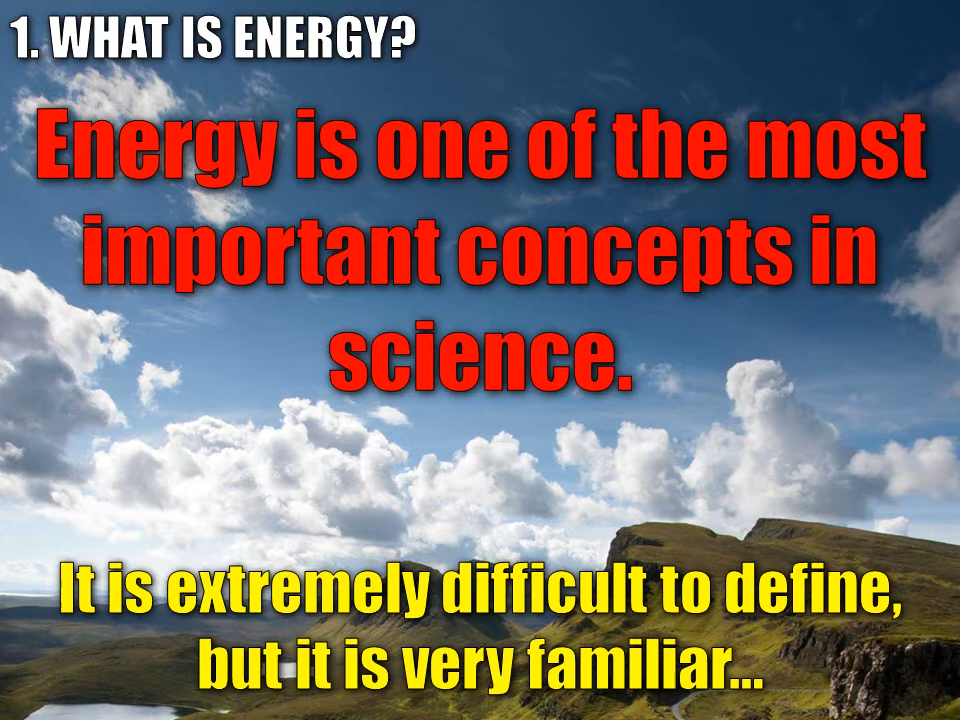 1. WHAT IS ENERGY?
Energy is one of the most
important concepts in
science.
It is extremely difficult to define,
but it is very familiar...